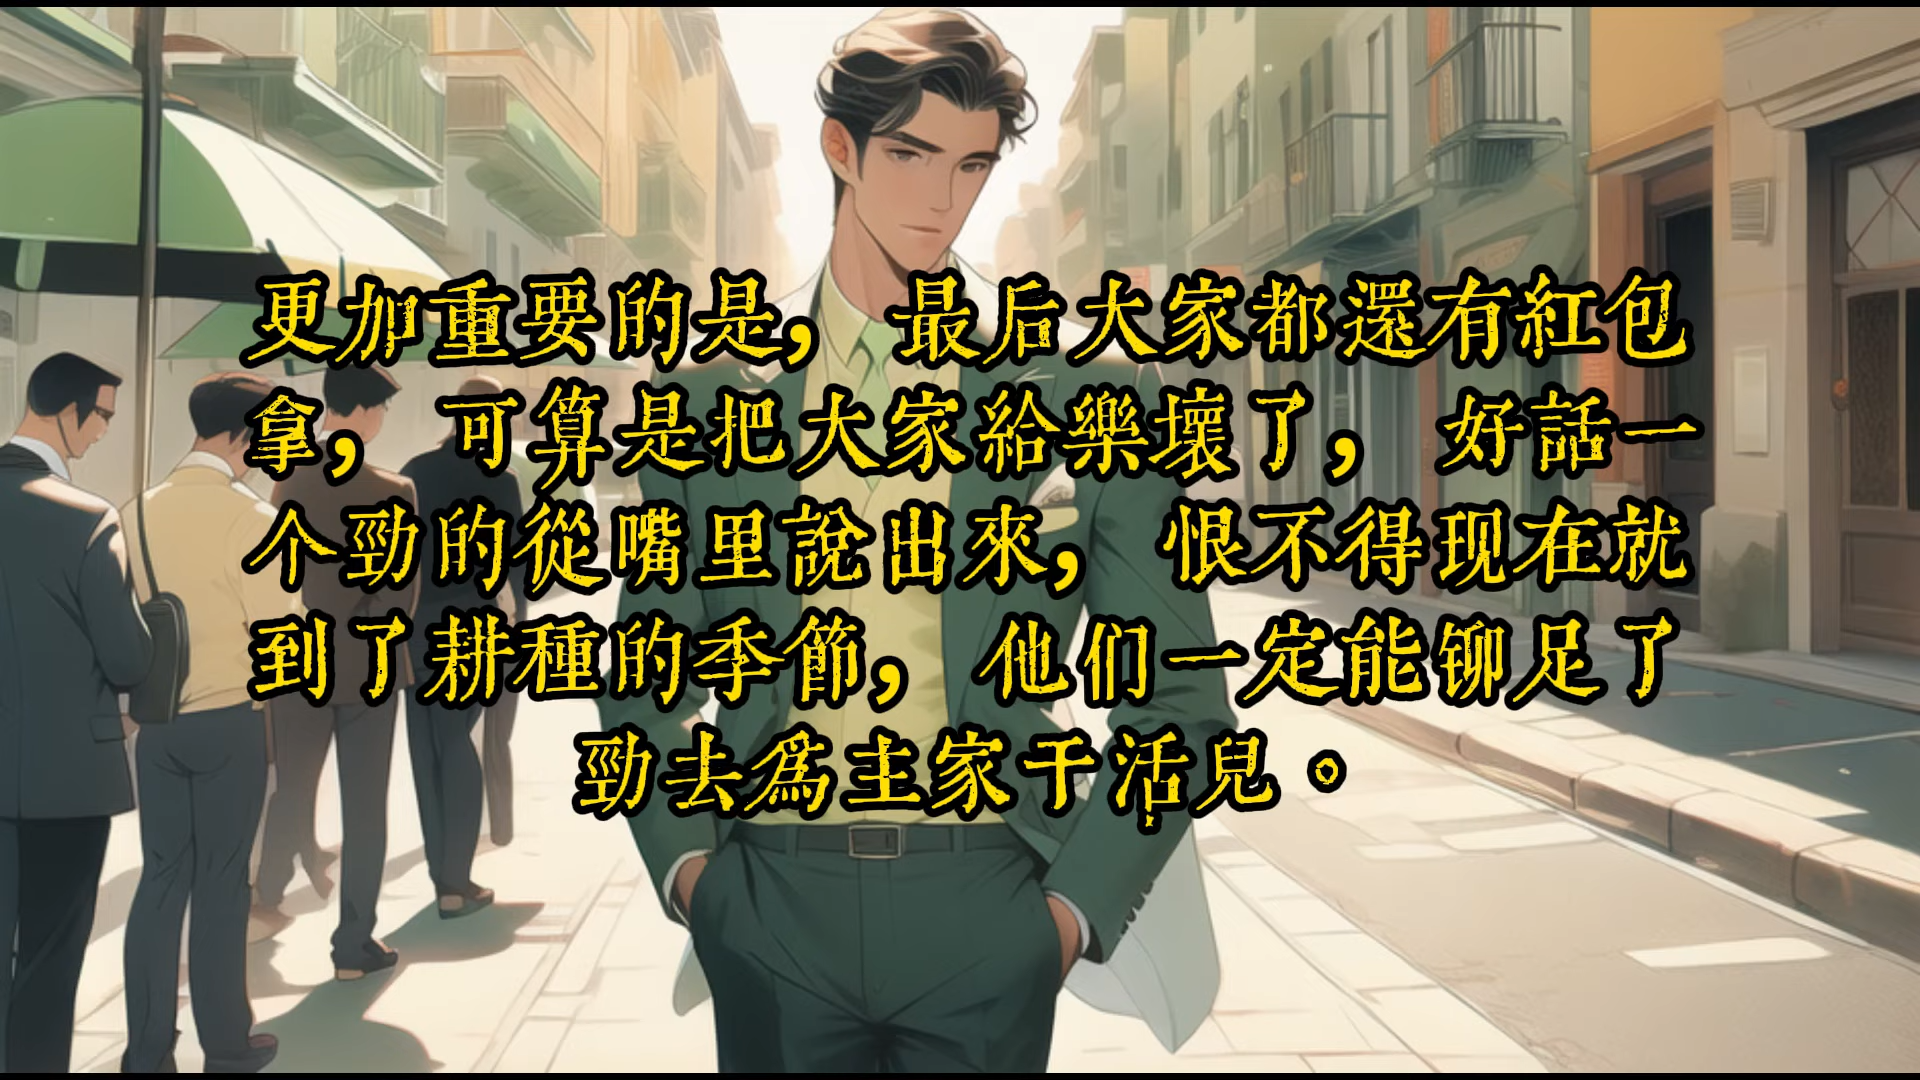 更加重要的是，最后大家都還有紅包
拿，可算是把大家給樂壞了，好話一
个勁的從嘴里說出來，恨不得现在就
到了耕種的季節，他们一定能铆足了
勁去爲主家干活兒。